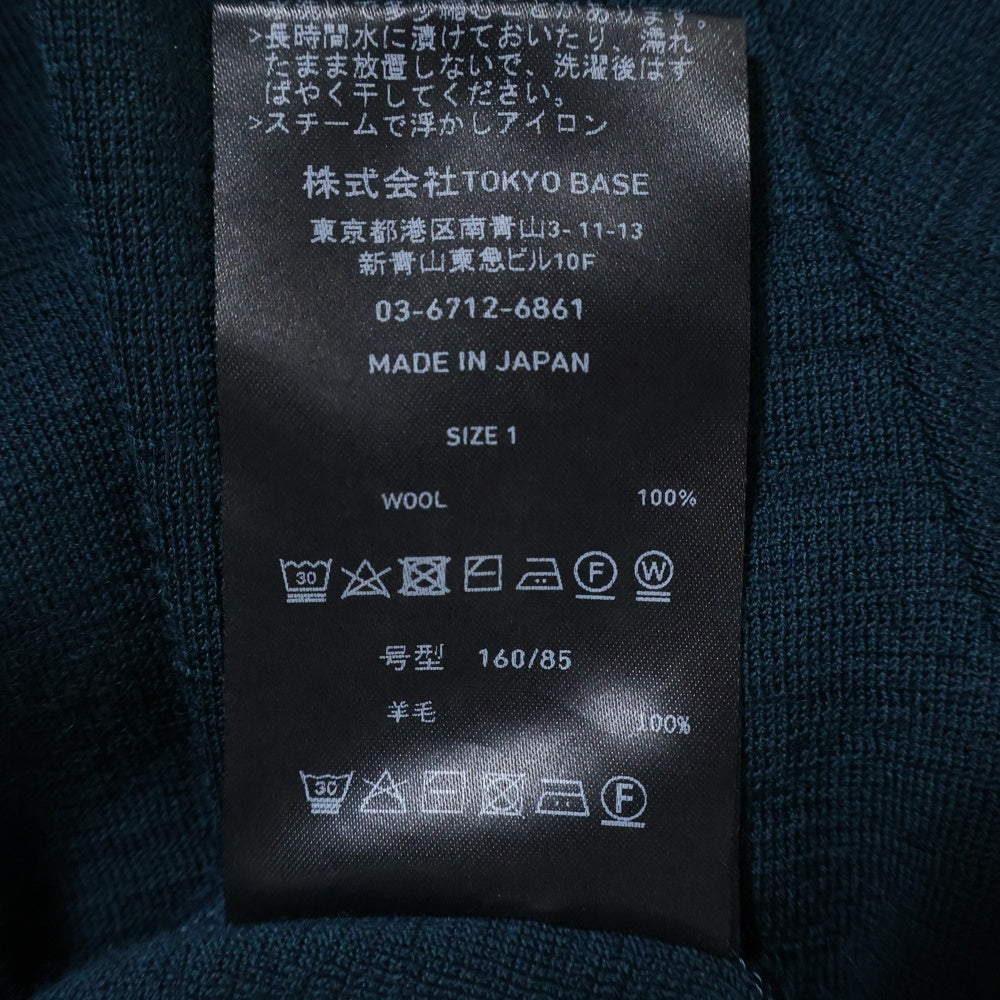 >長時間水に漬けておいたり、濡れ
たまま放置しないで、洗濯後はす
ばやく干してください。
>スチームで浮かしアイロン
株式会社TOKYO BASE
東京都港区南青山3-11-13
新青山東急ビル10F
03-6712-6861
MADE IN JAPAN
SIZE 1
WOOL 100%
30 F W
号型 160/85
羊毛 100%
30 F